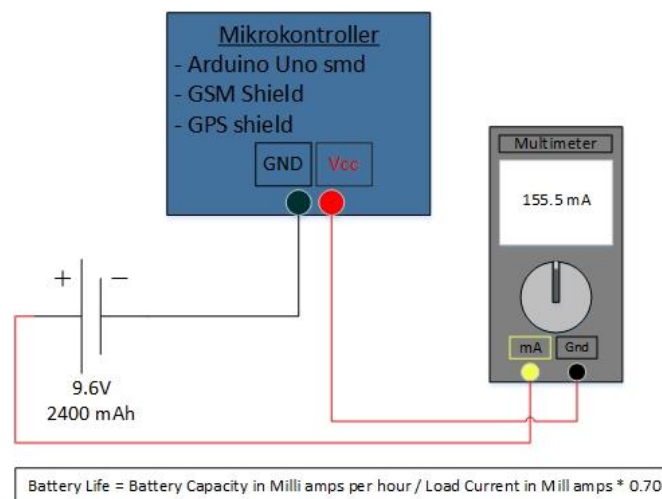 Mikrokontroller
- Arduino Uno smd
- GSM Shield
- GPS shield
GND Vcc
Multimeter
155.5 mA
mA Gnd
+ −
9.6V
2400 mAh
Battery Life = Battery Capacity in Milli amps per hour / Load Current in Mill amps * 0.70